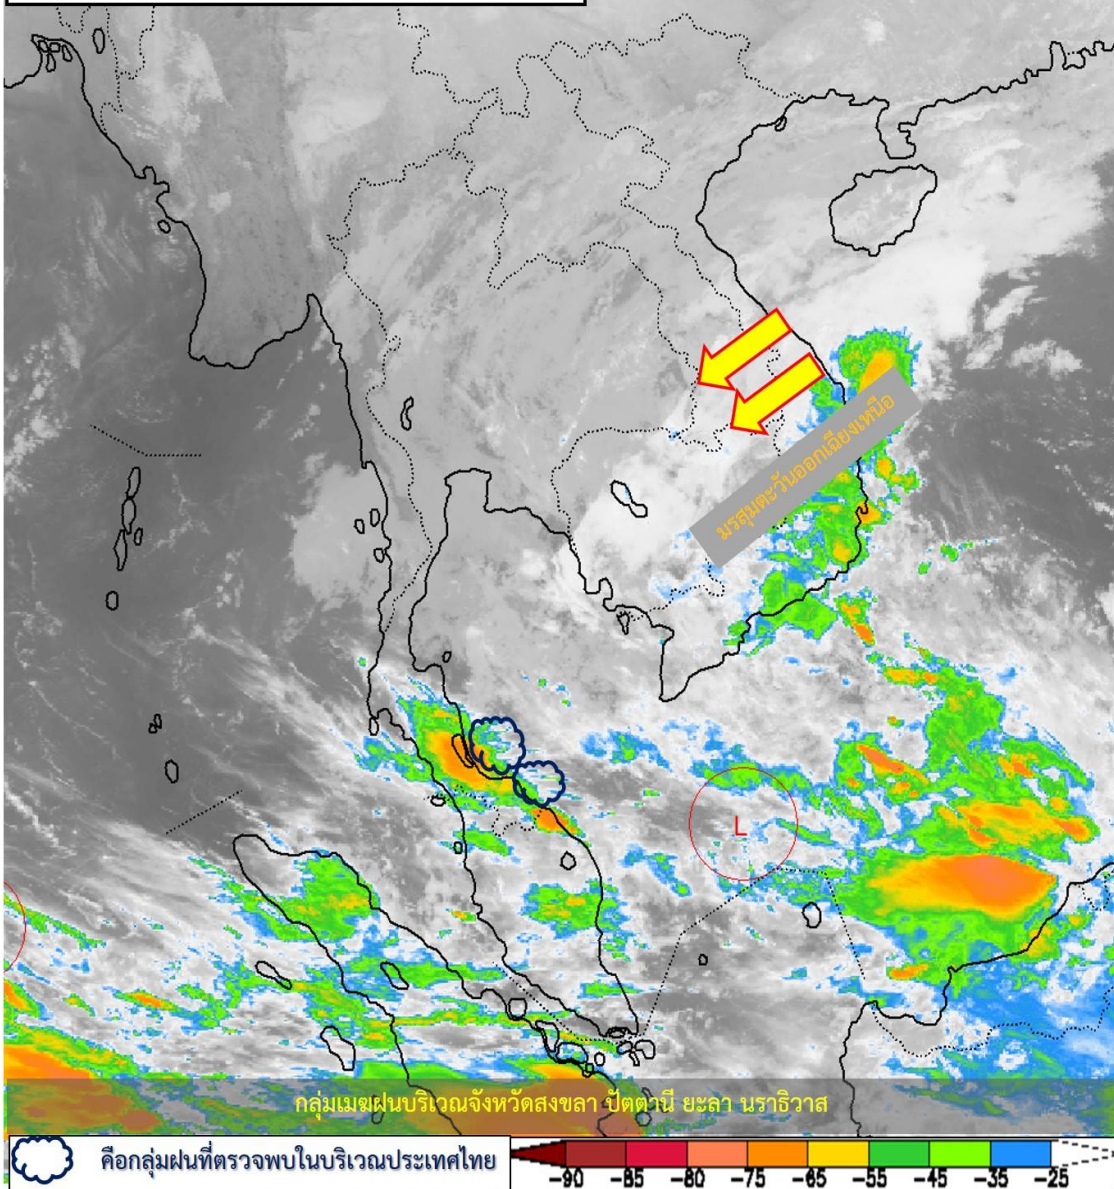 มรสุมตะวันออกเฉียงเหนือ
L
กลุ่มเมฆฝนบริเวณจังหวัดสงขลา ปัตตานี ยะลา นราธิวาส
คือกลุ่มฝนที่ตรวจพบในบริเวณประเทศไทย
-90 -85 -80 -75 -65 -55 -45 -35 -25